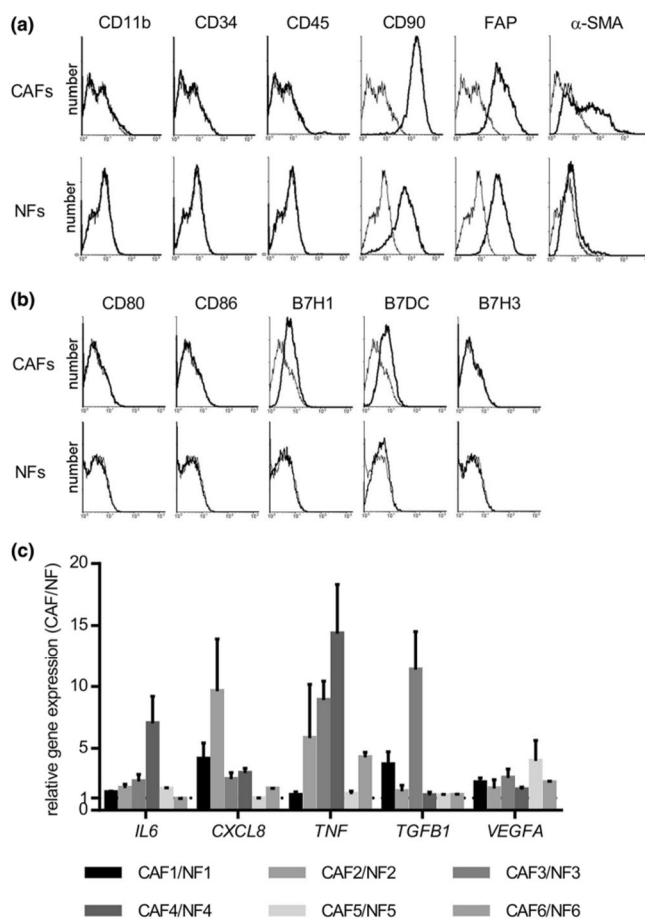 (a)
CD11b CD34 CD45 CD90 FAP α-SMA
CAFs
number
NFs
number
(b)
CD80 CD86 B7H1 B7DC B7H3
CAFs
number
NFs
number
(c)
relative gene expression (CAF/NF)
20
15
10
5
1
0
IL6 CXCL8 TNF TGFB1 VEGFA
CAF1/NF1 CAF2/NF2 CAF3/NF3
CAF4/NF4 CAF5/NF5 CAF6/NF6